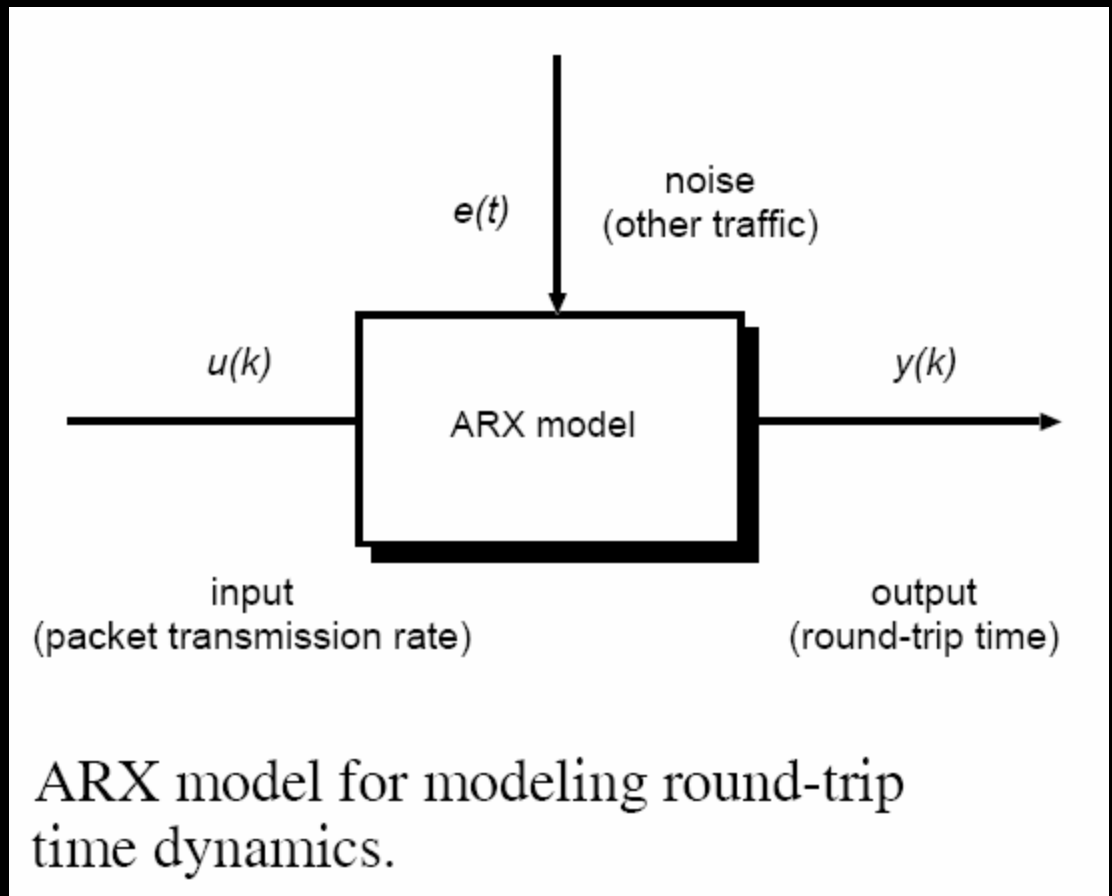 noise
e(t)
(other traffic)
u(k)
y(k)
ARX model
input
(packet transmission rate)
output
(round-trip time)
ARX model for modeling round-trip
time dynamics.